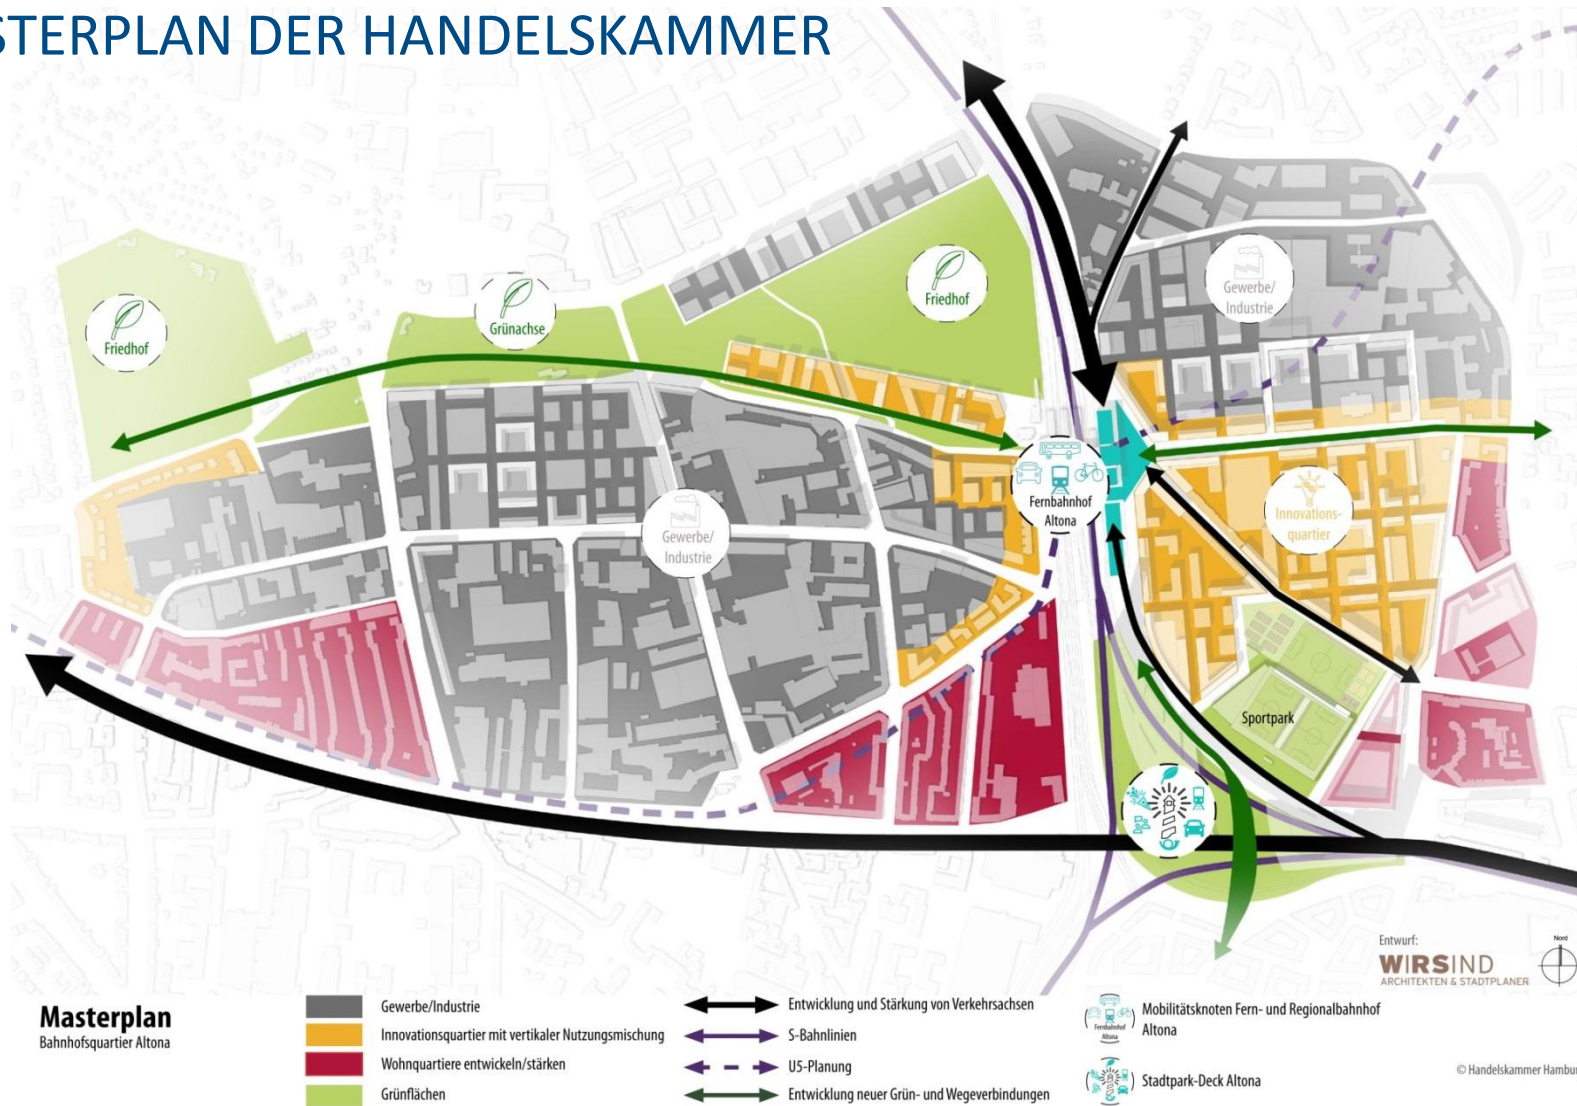 STERPLAN DER HANDELSKAMMER
Friedhof
Grünachse
Friedhof
Gewerbe/
Industrie
Gewerbe/
Industrie
Fernbahnhof
Altona
Innovations-
quartier
Sportpark
Entwurf:
WIRSIND
ARCHITEKTEN & STADTPLANER
Nord
Masterplan
Bahnhofsquartier Altona
Gewerbe/Industrie
Innovationsquartier mit vertikaler Nutzungsmischung
Wohnquartiere entwickeln/stärken
Grünflächen
Entwicklung und Stärkung von Verkehrsachsen
S-Bahnlinien
U5-Planung
Entwicklung neuer Grün- und Wegeverbindungen
Fernbahnhof
Altona
Mobilitätsknoten Fern- und Regionalbahnhof
Altona
Stadtpark-Deck Altona
© Handelskammer Hambur